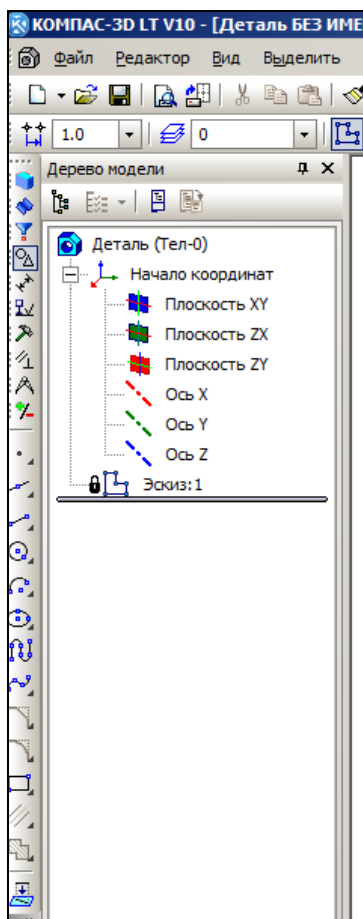 КОМПАС-3D LT V10 - [Деталь БЕЗ ИМЕ
Файл Редактор Вид Выделить
1.0 0
Дерево модели
Деталь (Тел-0)
Начало координат
Плоскость XY
Плоскость ZX
Плоскость ZY
Ось X
Ось Y
Ось Z
Эскиз:1